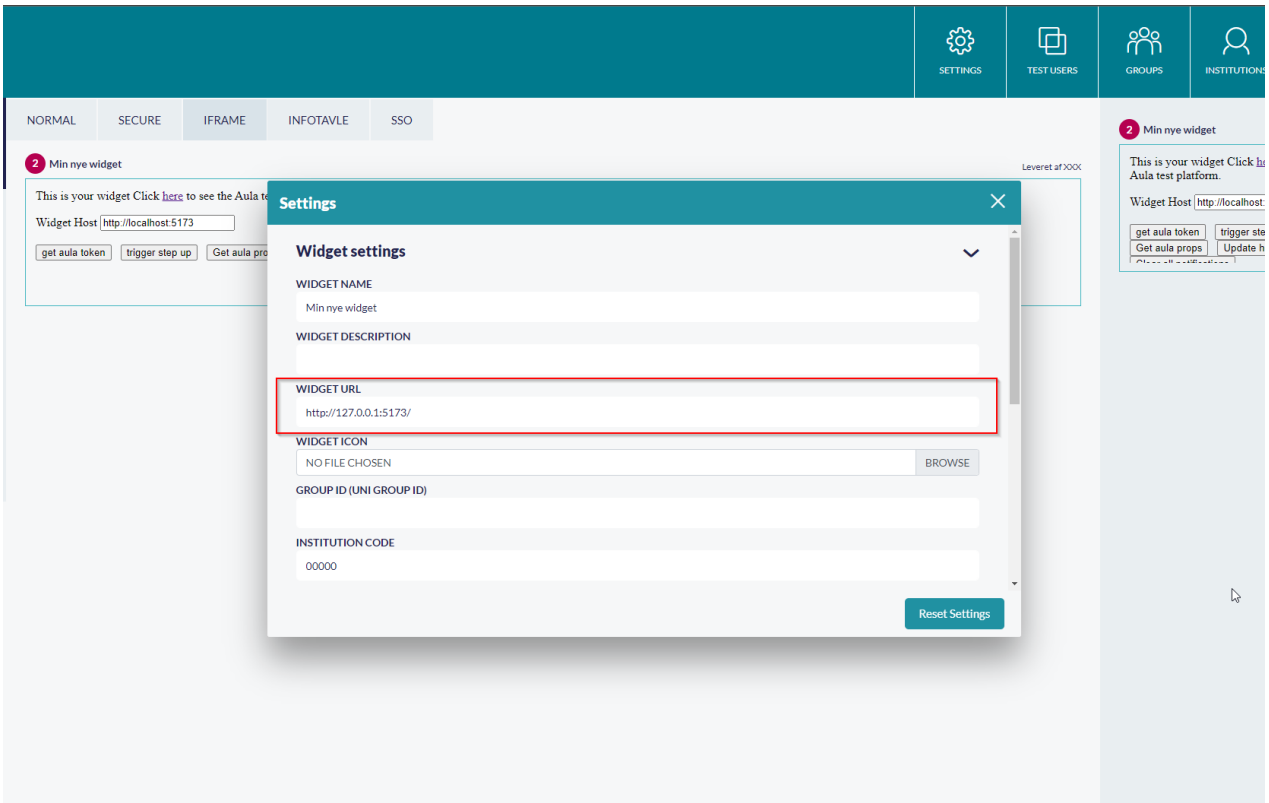 SETTINGS
TEST USERS
GROUPS
INSTITUTIONS
NORMAL
SECURE
IFRAME
INFOTAVLE
SSO
2 Min nye widget
Leveret af XXX
This is your widget Click here to see the Aula
Widget Host http://localhost:5173
get aula token
trigger step up
Get aula
Settings
Widget settings
WIDGET NAME
Min nye widget
WIDGET DESCRIPTION
WIDGET URL
http://127.0.0.1:5173/
WIDGET ICON
NO FILE CHOSEN
BROWSE
GROUP ID (UNI GROUP ID)
INSTITUTION CODE
00000
Reset Settings
2 Min nye widget
This is your widget Click
Aula test platform.
Widget Host http://localhost:
get aula token
trigger
Get aula props
Update
Clear all notifications